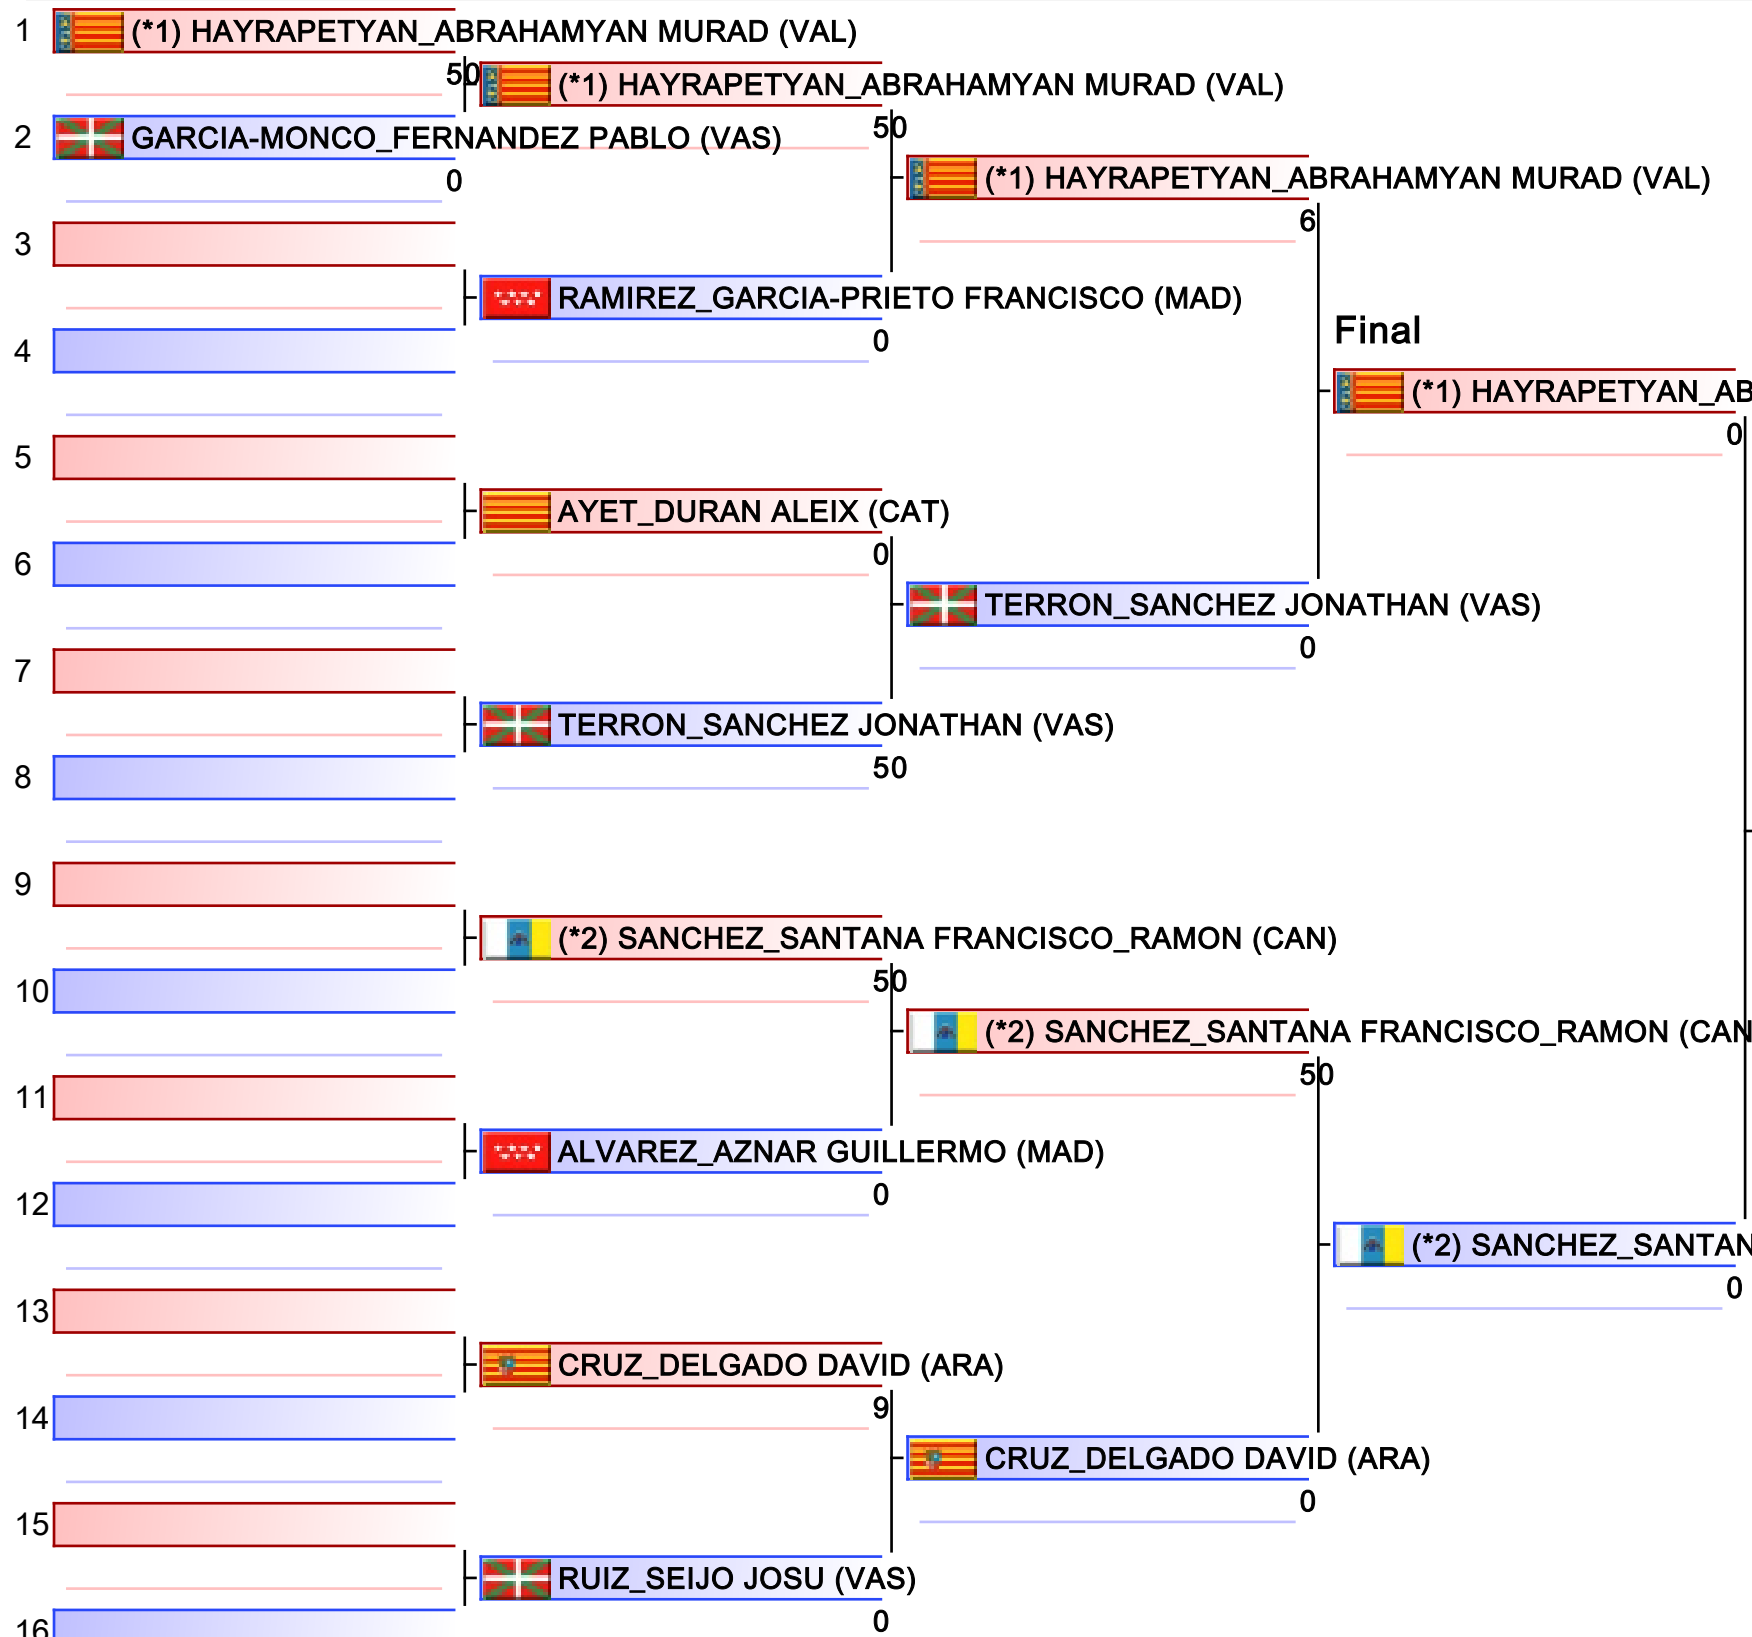 1 (*1) HAYRAPETYAN_ABRAHAMYAN MURAD (VAL)
50 (*1) HAYRAPETYAN_ABRAHAMYAN MURAD (VAL)
2 GARCIA-MONCO_FERNANDEZ PABLO (VAS)
50
0 (*1) HAYRAPETYAN_ABRAHAMYAN MURAD (VAL)
6
3
RAMIREZ_GARCIA-PRIETO FRANCISCO (MAD)
0
4
Final
(*1) HAYRAPETYAN_AB
0
5
AYET_DURAN ALEIX (CAT)
0
6
TERRON_SANCHEZ JONATHAN (VAS)
0
7
TERRON_SANCHEZ JONATHAN (VAS)
50
8
9
(*2) SANCHEZ_SANTANA FRANCISCO_RAMON (CAN)
50
10
(*2) SANCHEZ_SANTANA FRANCISCO_RAMON (CAN
50
11
ALVAREZ_AZNAR GUILLERMO (MAD)
0
12
(*2) SANCHEZ_SANTAN
0
13
CRUZ_DELGADO DAVID (ARA)
9
14
CRUZ_DELGADO DAVID (ARA)
0
15
RUIZ_SEIJO JOSU (VAS)
0
16